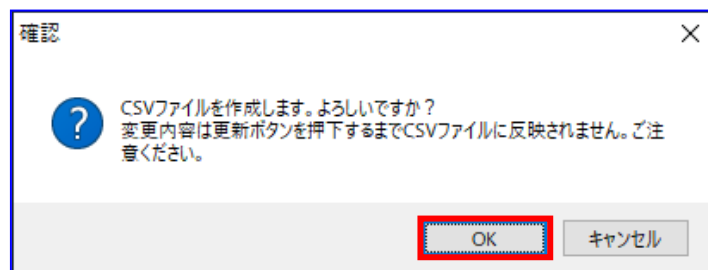 確認
CSVファイルを作成します。よろしいですか？
変更内容は更新ボタンを押下するまでCSVファイルに反映されません。ご注
意ください。
OK
キャンセル